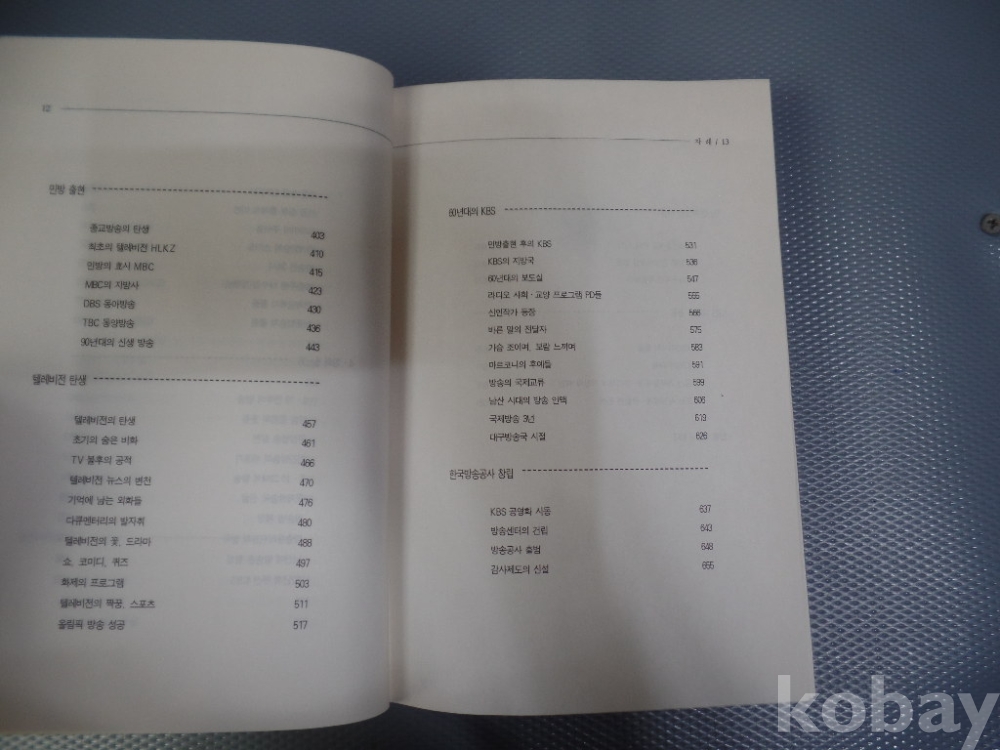 12
민방 출현
종교방송의 탄생 403
최초의 텔레비전 HLKZ 410
민방의 효시 MBC 415
MBC의 지방사 423
DBS 동아방송 430
TBC 동양방송 436
90년대의 신생 방송 443
텔레비전 탄생
텔레비전의 탄생 457
초기의 숨은 비화 461
TV 불후의 공적 466
텔레비전 뉴스의 변천 470
기억에 남는 외화들 476
다큐멘터리의 발자취 480
텔레비전의 꽃, 드라마 488
쇼, 코미디, 퀴즈 497
화제의 프로그램 503
텔레비전의 팡파, 스포츠 511
올림픽 방송 성공 517
차 례 / 13
60년대의 KBS
민방출현 후의 KBS 531
KBS의 지방국 536
60년대의 보도실 547
라디오 사회·교양 프로그램 PD들 555
신인작가 등장 566
바른 말의 전달자 575
가슴 조이며, 보람 느끼며 583
마르코니의 후예들 591
방송의 국제교류 599
남산 시대의 방송 인맥 606
국제방송 3년 619
대구방송국 시절 626
한국방송공사 창립
KBS 공영화 시동 637
방송센터의 건립 643
방송공사 출범 648
감사제도의 신설 655
kobay